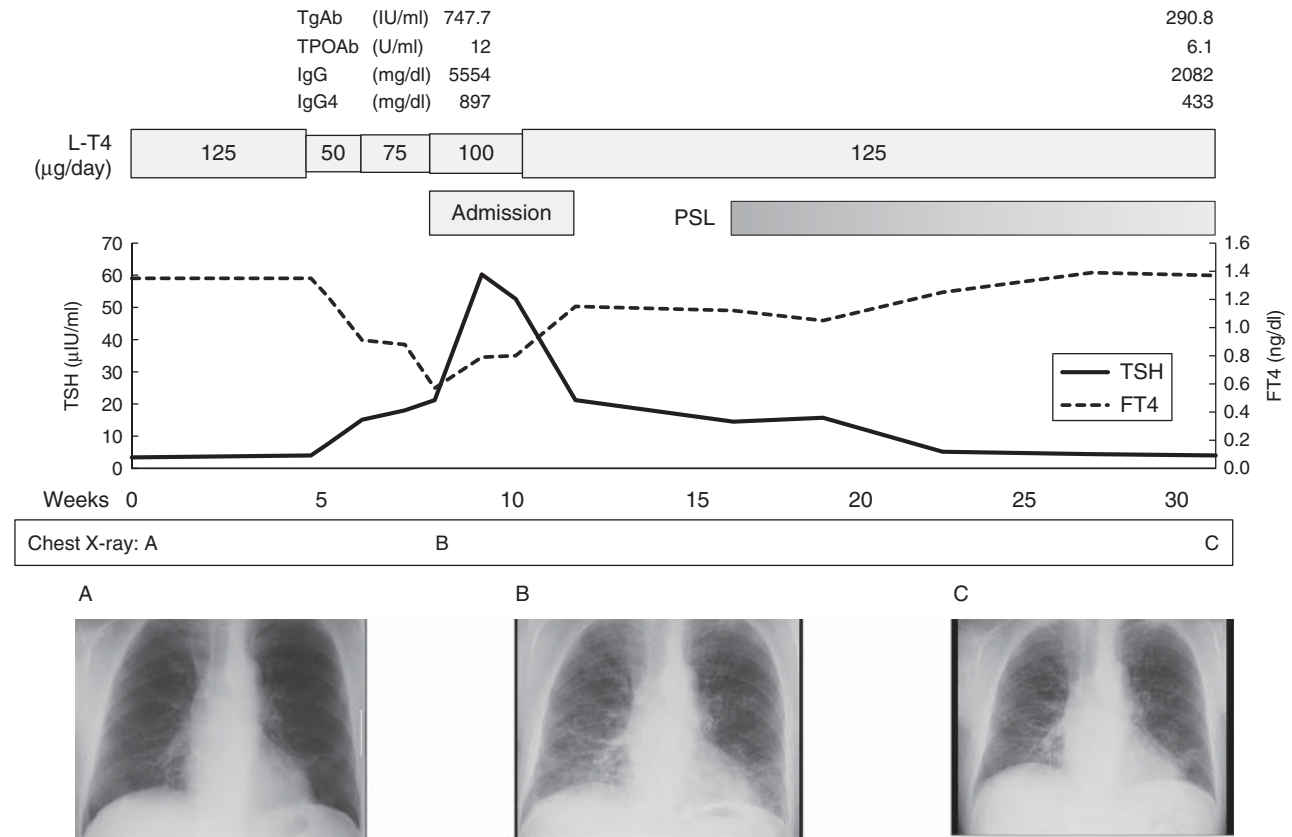 TgAb (IU/ml) 747.7 290.8
TPOAb (U/ml) 12 6.1
IgG (mg/dl) 5554 2082
IgG4 (mg/dl) 897 433
L-T4
(μg/day)
125 50 75 100 125
Admission PSL
70 60 50 40 30 20 10 0
TSH (μIU/ml)
1.6 1.4 1.2 1.0 0.8 0.6 0.4 0.2 0.0
FT4 (ng/dl)
TSH
FT4
Weeks 0 5 10 15 20 25 30
Chest X-ray: A B C
A B C